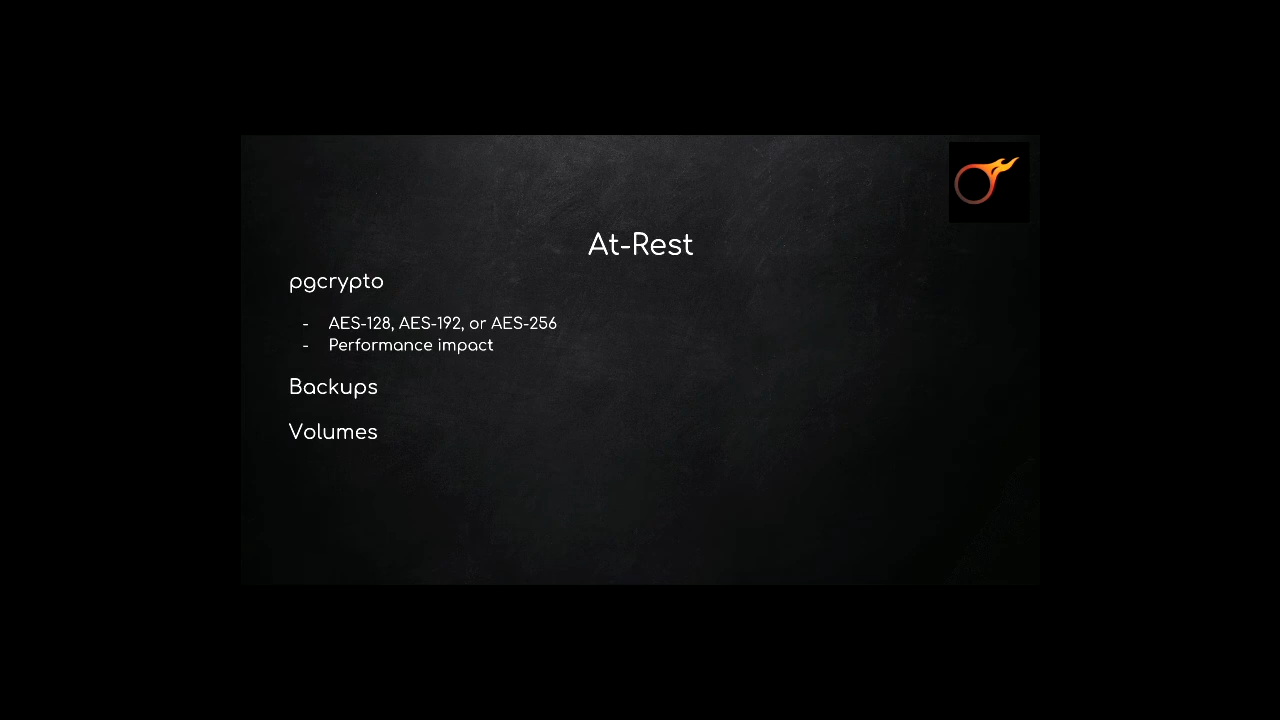 At-Rest
pgcrypto
- AES-128, AES-192, or AES-256
- Performance impact
Backups
Volumes